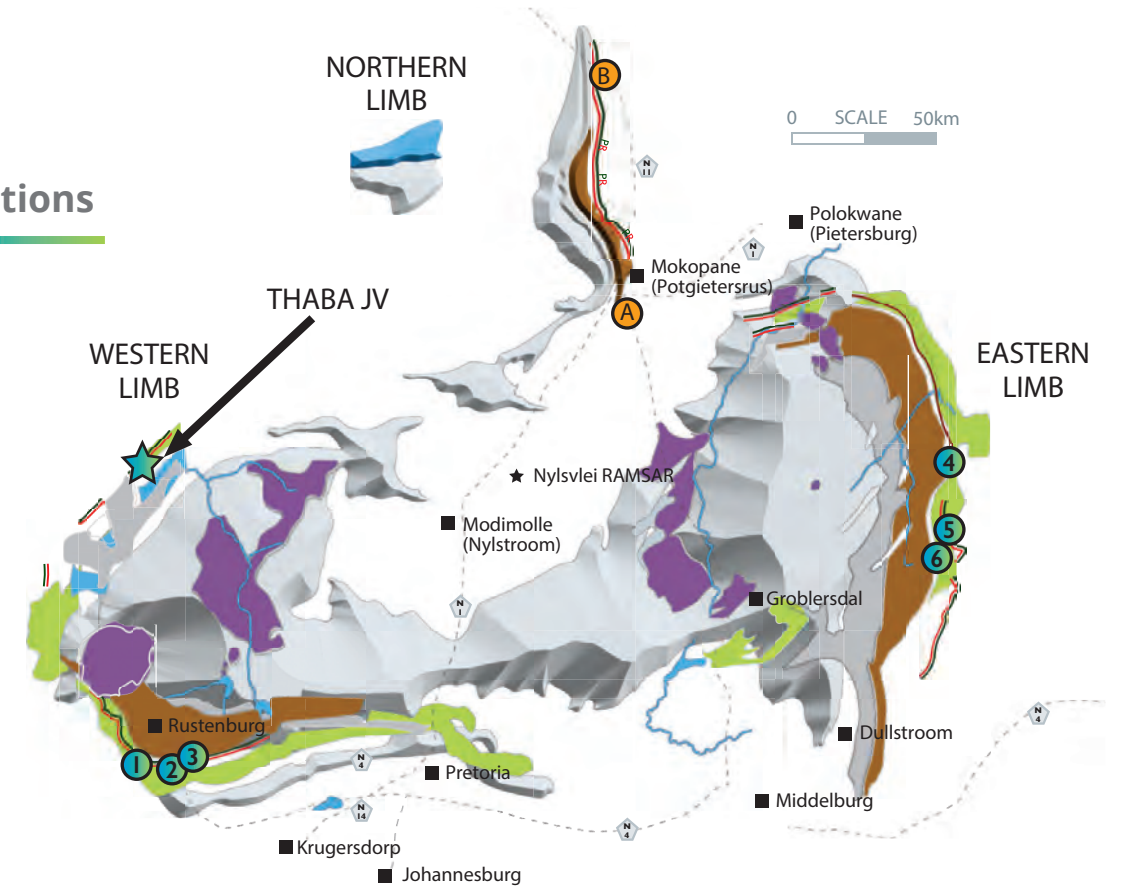 NORTHERN
LIMB
B
0 SCALE 50km
P
R
P
R
N
11
tions
Polokwane
(Pietersburg)
N
1
P
R
Mokopane
(Potgietersrus)
A
THABA JV
WESTERN
LIMB
EASTERN
LIMB
4
Nylsvlei RAMSAR
Modimolle
(Nylstroom)
5
6
N
1
Groblersdal
Rustenburg
N
4
Dullstroom
1
2
3
N
4
Pretoria
Middelburg
N
14
N
4
Krugersdorp
Johannesburg